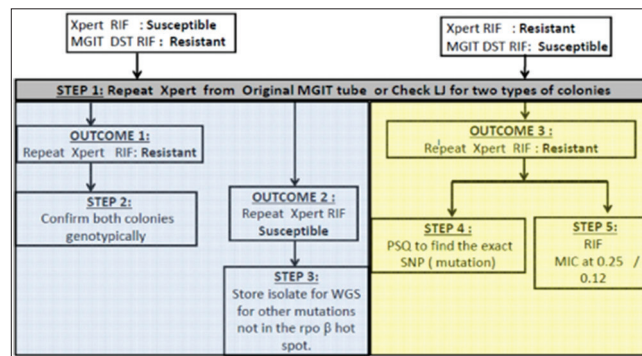 Xpert RIF : Susceptible
MGIT DST RIF : Resistant
Xpert RIF : Resistant
MGIT DST RIF: Susceptible
STEP 1: Repeat Xpert from Original MGIT tube or Check LJ for two types of colonies
OUTCOME 1:
Repeat Xpert RIF: Resistant
STEP 2:
Confirm both colonies
genotypically
OUTCOME 2 :
Repeat Xpert RIF
Susceptible
STEP 3:
Store isolate for WGS
for other mutations
not in the rpo β hot
spot.
OUTCOME 3 :
Repeat Xpert RIF : Resistant
STEP 4 :
PSQ to find the exact
SNP ( mutation)
STEP 5:
RIF
MIC at 0.25 /
0.12